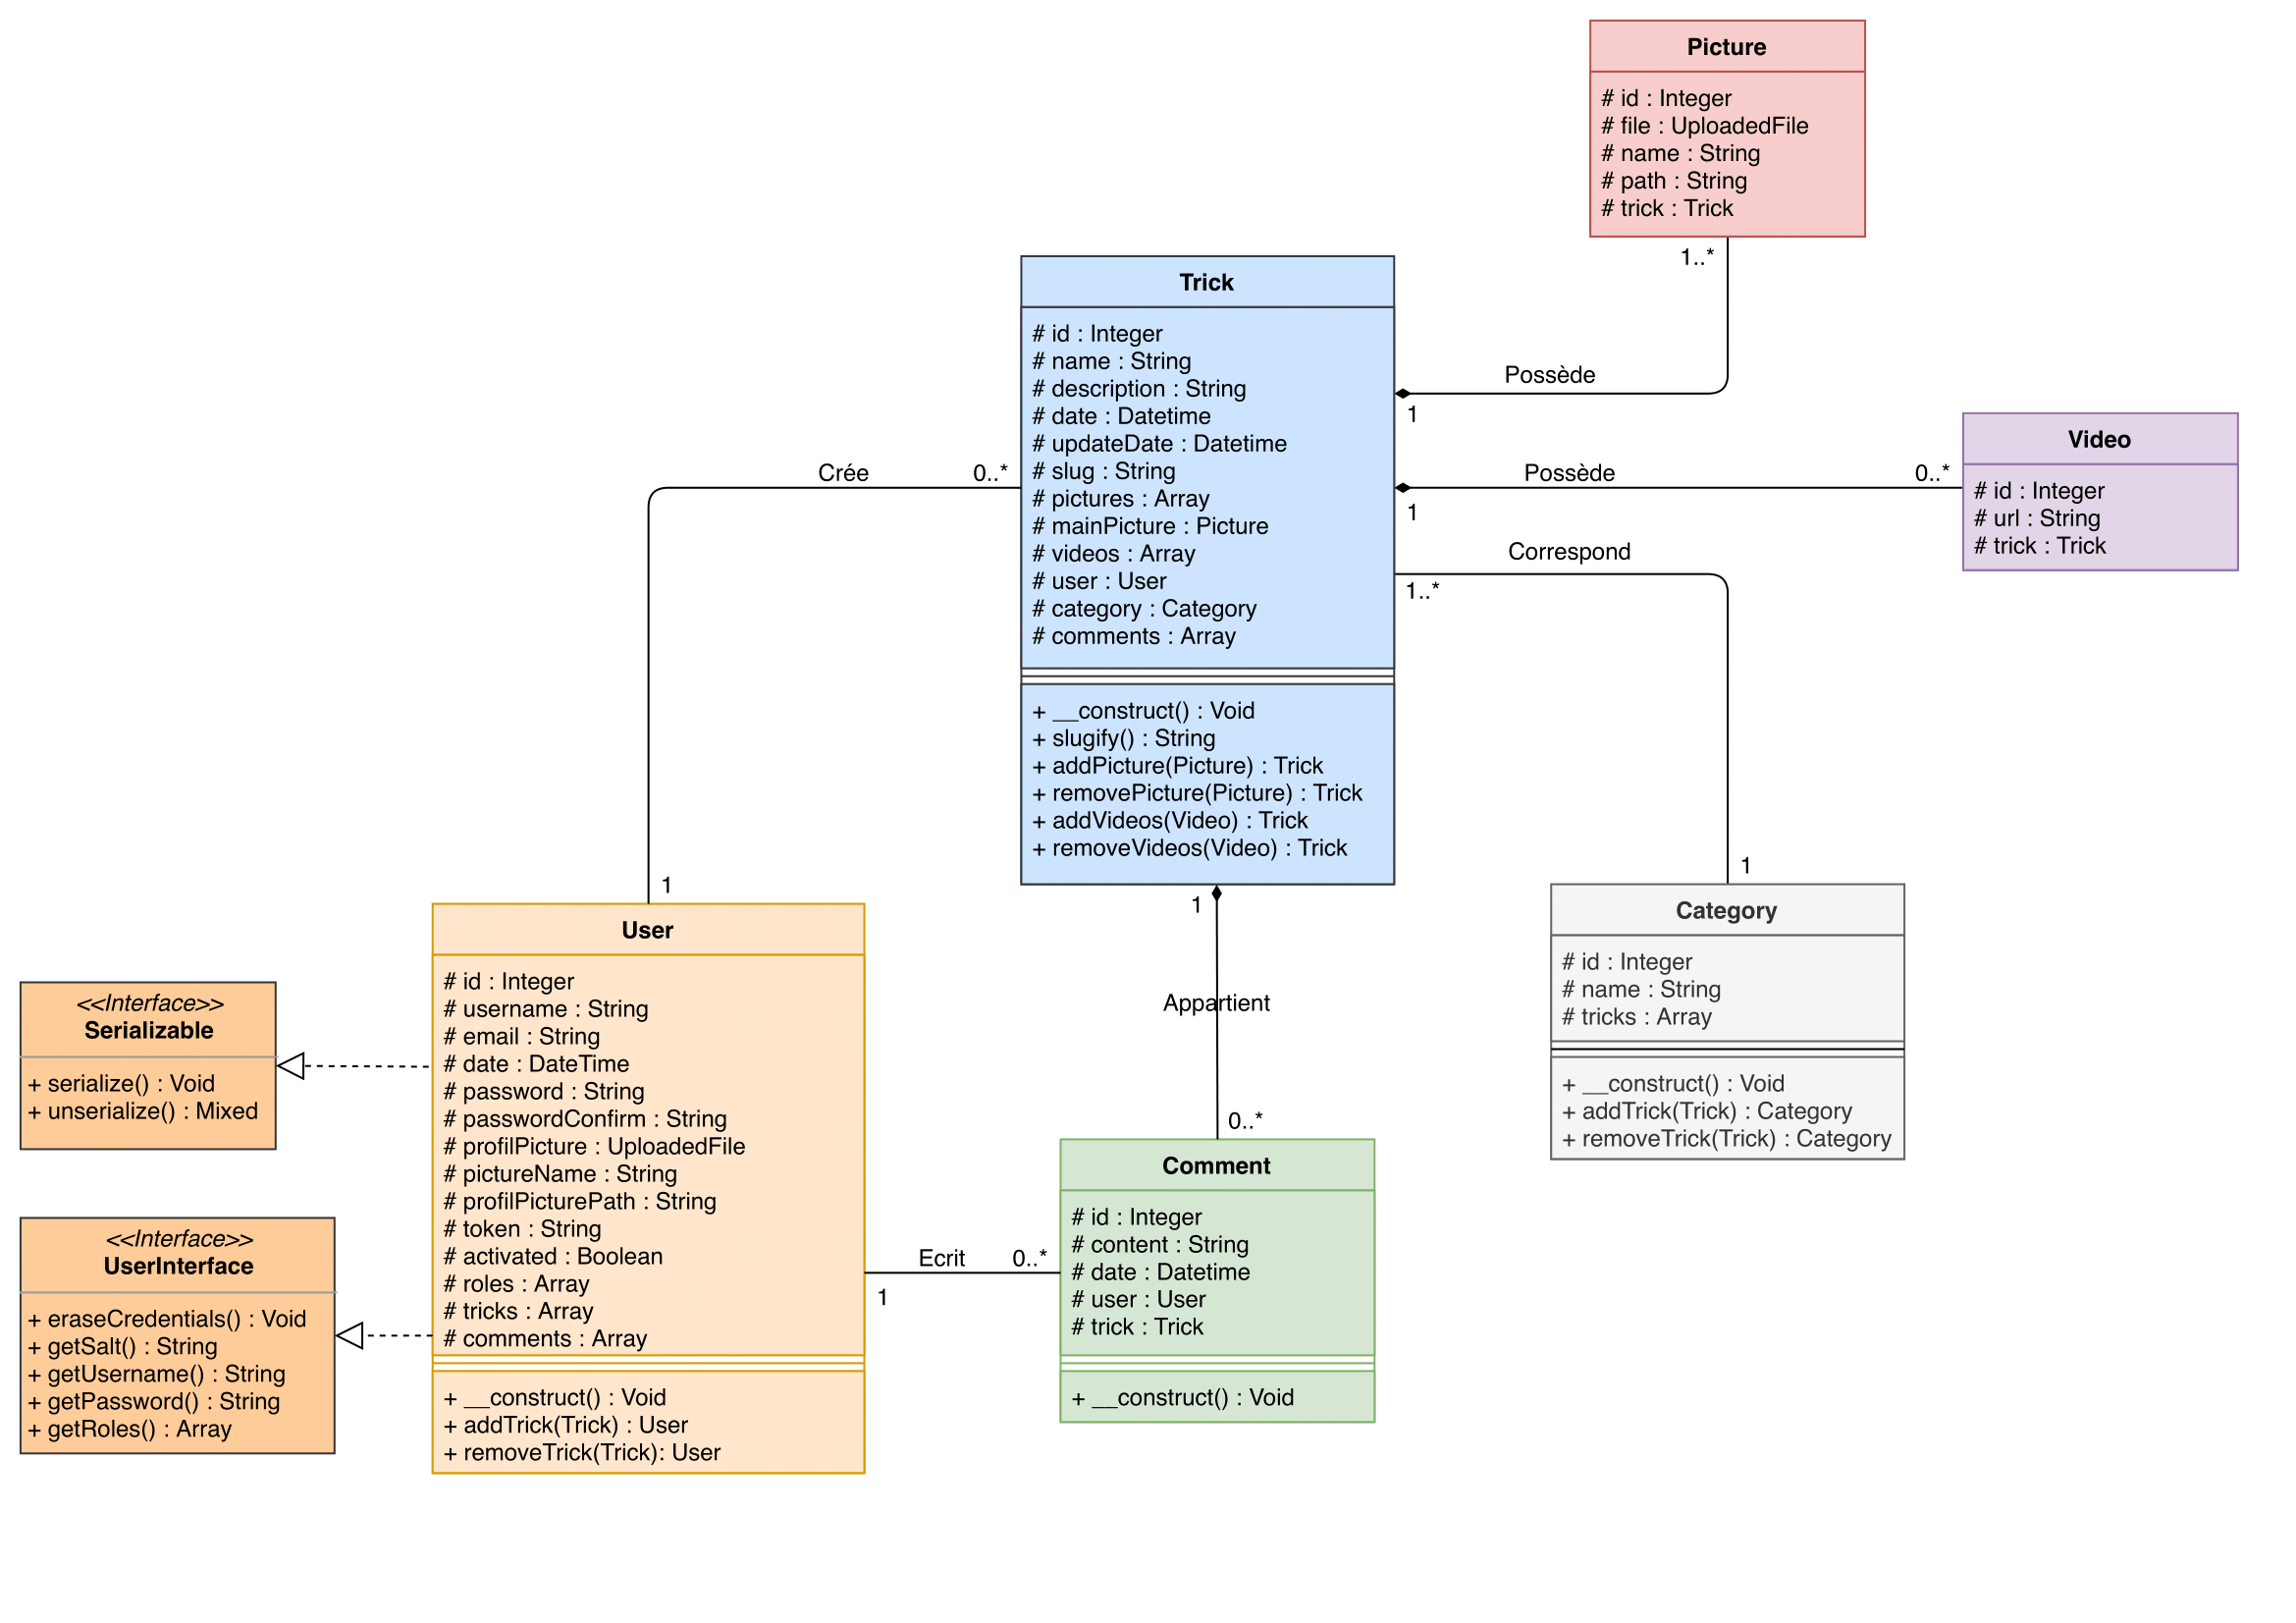 Picture
# id : Integer
# file : UploadedFile
# name : String
# path : String
# trick : Trick
1..*
Trick
# id : Integer
# name : String
# description : String
# date : Datetime
# updateDate : Datetime
# slug : String
# pictures : Array
# mainPicture : Picture
# videos : Array
# user : User
# category : Category
# comments : Array
+ __construct() : Void
+ slugify() : String
+ addPicture(Picture) : Trick
+ removePicture(Picture) : Trick
+ addVideos(Video) : Trick
+ removeVideos(Video) : Trick
Possède
1
Possède
0..*
1
Video
# id : Integer
# url : String
# trick : Trick
Correspond
1..*
1
Crée
0..*
1
Category
# id : Integer
# name : String
# tricks : Array
+ __construct() : Void
+ addTrick(Trick) : Category
+ removeTrick(Trick) : Category
1
Appartient
0..*
User
# id : Integer
# username : String
# email : String
# date : DateTime
# password : String
# passwordConfirm : String
# profilPicture : UploadedFile
# pictureName : String
# profilPicturePath : String
# token : String
# activated : Boolean
# roles : Array
# tricks : Array
# comments : Array
+ __construct() : Void
+ addTrick(Trick) : User
+ removeTrick(Trick): User
<<Interface>>
Serializable
+ serialize() : Void
+ unserialize() : Mixed
<<Interface>>
UserInterface
+ eraseCredentials() : Void
+ getSalt() : String
+ getUsername() : String
+ getPassword() : String
+ getRoles() : Array
Ecrit
0..*
1
Comment
# id : Integer
# content : String
# date : Datetime
# user : User
# trick : Trick
+ __construct() : Void